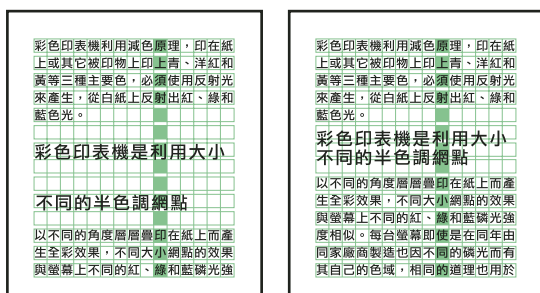 彩色印表機利用減色原理，印在紙
上或其它被印物上印上青、洋紅和
黃等三種主要色，必須使用反射光
來產生，從白紙上反射出紅、綠和
藍色光。
彩色印表機是利用大小
不同的半色調網點
以不同的角度層層疊印在紙上而產
生全彩效果，不同大小網點的效果
與螢幕上不同的紅、綠和藍磷光強
彩色印表機利用減色原理，印在紙
上或其它被印物上印上青、洋紅和
黃等三種主要色，必須使用反射光
來產生，從白紙上反射出紅、綠和
藍色光。
彩色印表機是利用大小
不同的半色調網點
以不同的角度層層疊印在紙上而產
生全彩效果，不同大小網點的效果
與螢幕上不同的紅、綠和藍磷光強
度相似。每台螢幕即使是在同年由
同家廠商製造也因不同的磷光而有
其自己的色域，相同的道理也用於